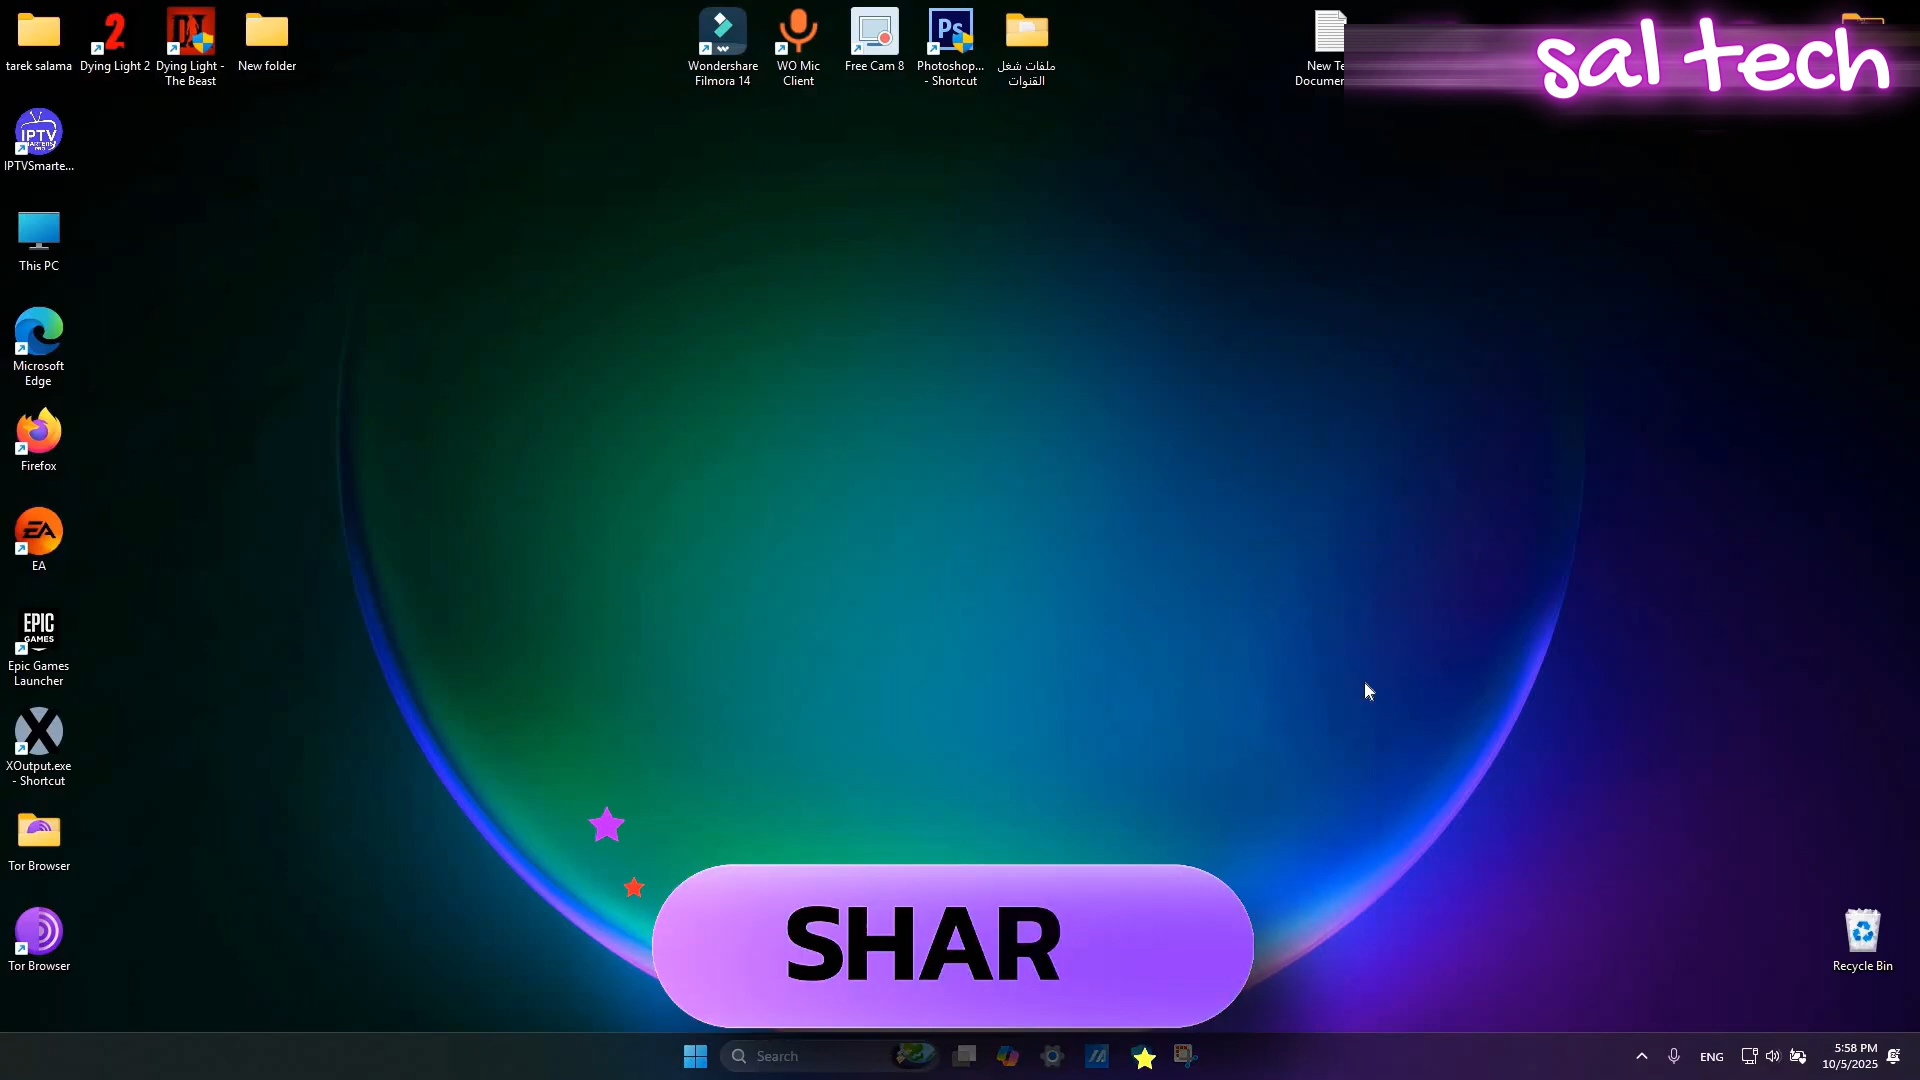 sal tech
tarek salama
Dying Light 2
Dying Light -
The Beast
New folder
Wondershare
Filmora 14
WO Mic
Client
Free Cam 8
Ps
Photoshop...
- Shortcut
ملفات شغل
القنوات
New Te
Documen
IPTV
IPTVSmarte...
This PC
Microsoft
Edge
Firefox
EA
EA
EPIC
GAMES
Epic Games
Launcher
XOutput.exe
- Shortcut
Tor Browser
Tor Browser
Recycle Bin
SHAR
Search
ENG
5:58 PM
10/5/2025